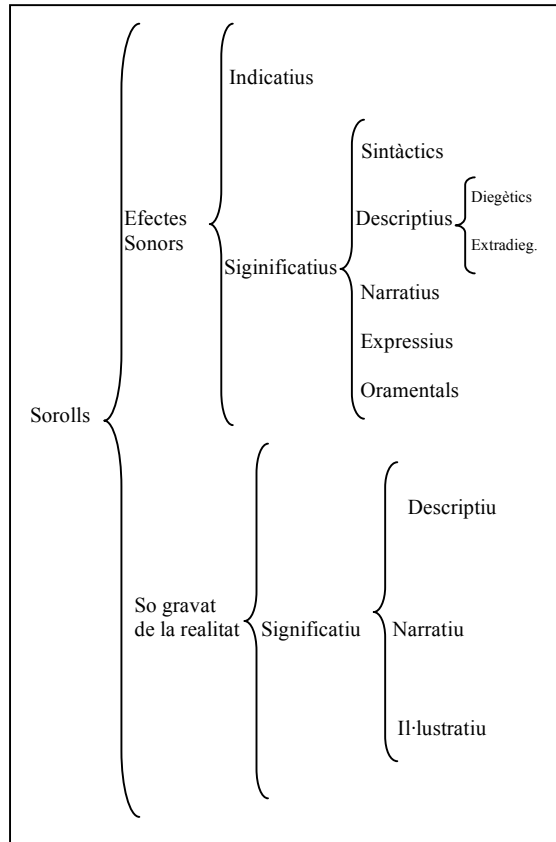 Indicatius
Sintàctics
Diegètics
Efectes
Sonors
Descriptius
Extradieg.
Siginificatius
Narratius
Expressius
Oramentals
Sorolls
Descriptiu
So gravat
de la realitat
Significatiu
Narratiu
Il·lustratiu